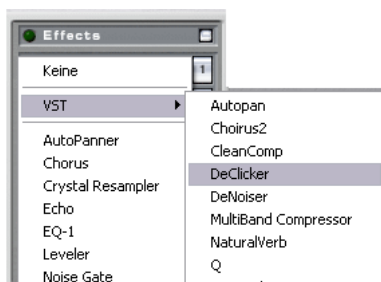 Effects
Keine
1
VST
AutoPanner
Chorus
Crystal Resampler
Echo
EQ-1
Leveler
Noise Gate
Autopan
Choirus2
CleanComp
DeClicker
DeNoiser
MultiBand Compressor
NaturalVerb
Q